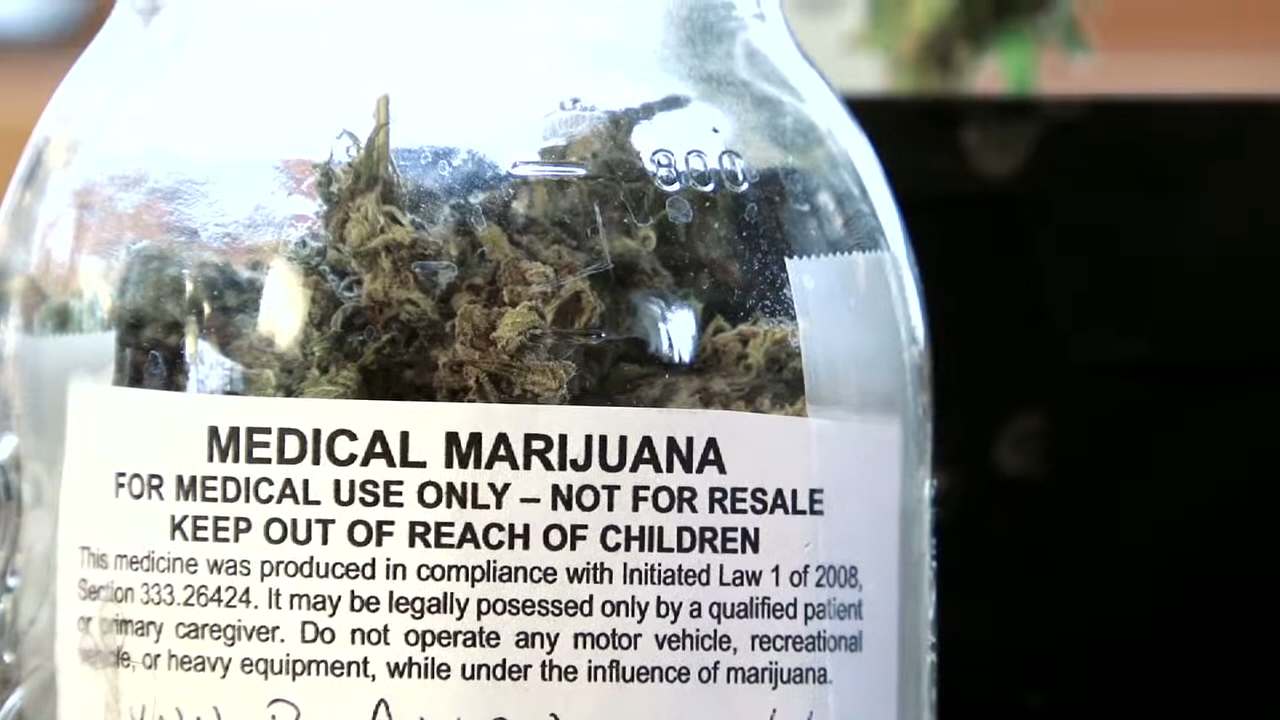 800
MEDICAL MARIJUANA
FOR MEDICAL USE ONLY – NOT FOR RESALE
KEEP OUT OF REACH OF CHILDREN
This medicine was produced in compliance with Initiated Law 1 of 2008,
Section 333.26424. It may be legally posessed only by a qualified patient
or primary caregiver. Do not operate any motor vehicle, recreational
vehicle, or heavy equipment, while under the influence of marijuana.